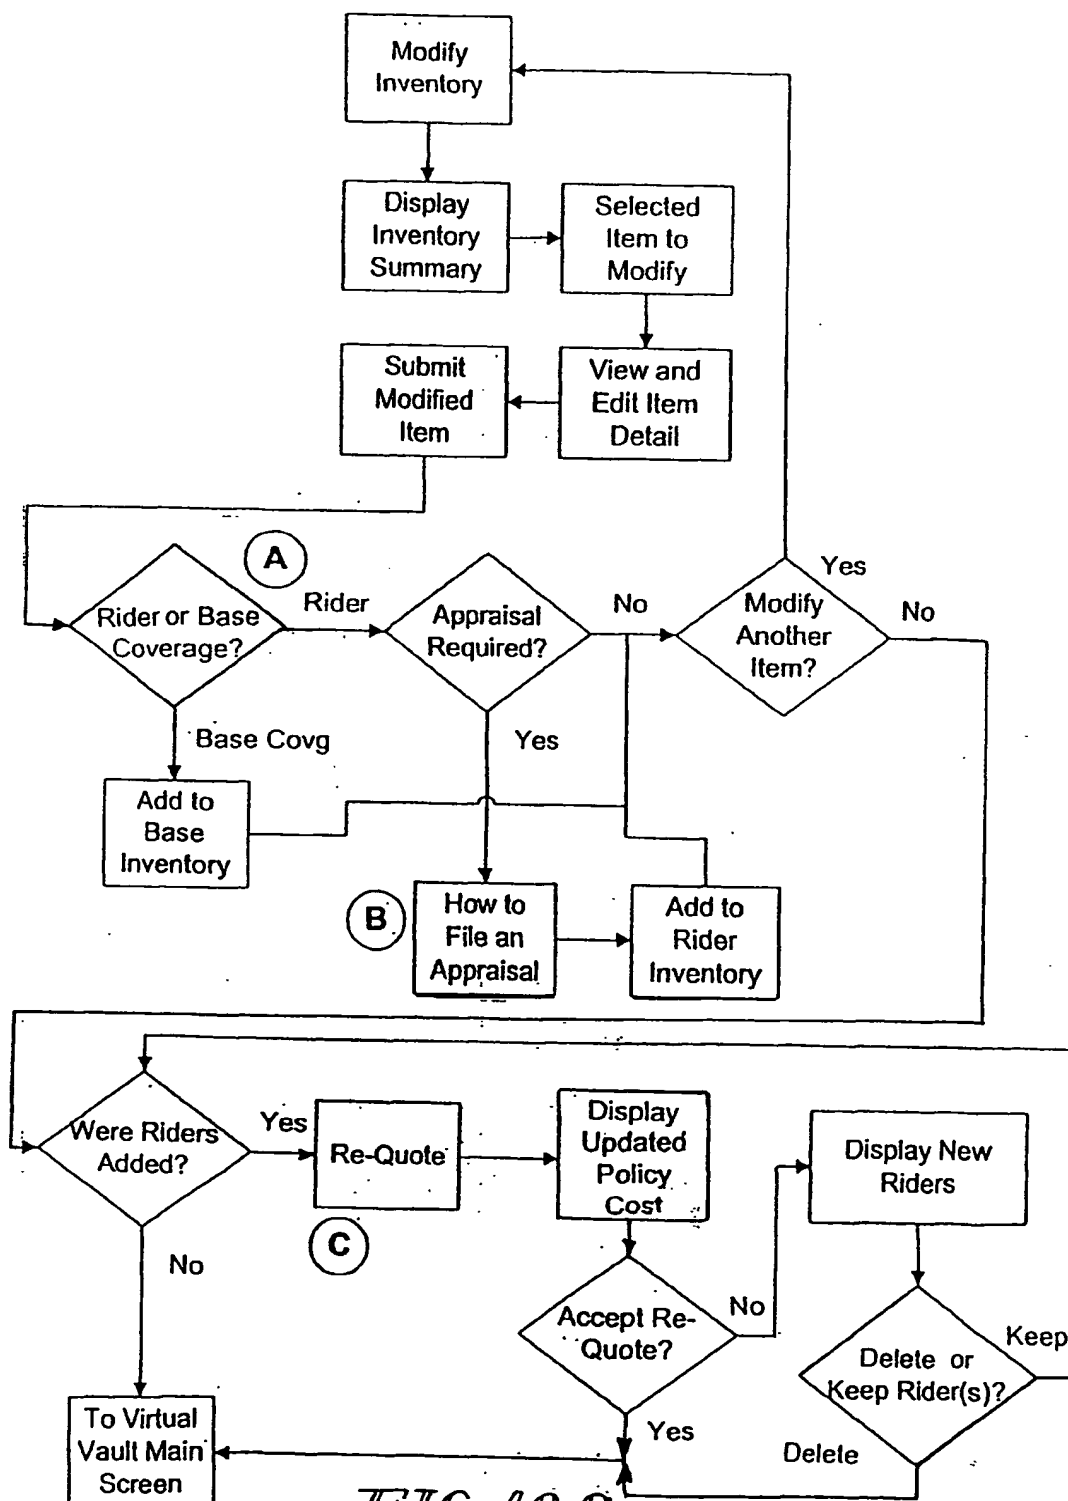 Modify
Inventory
Display
Inventory
Summary
Selected
Item to
Modify
Submit
Modified
Item
View and
Edit Item
Detail
A
Rider or Base
Coverage?
Rider
Appraisal
Required?
No
Modify
Another
Item?
Yes
No
Base Covg
Yes
Add to
Base
Inventory
B
How to
File an
Appraisal
Add to
Rider
Inventory
Were Riders
Added?
Yes
Re-Quote
C
Display
Updated
Policy
Cost
Display New
Riders
No
Accept Re-
Quote?
No
Delete or
Keep Rider(s)?
Keep
Yes
Delete
To Virtual
Vault Main
Screen